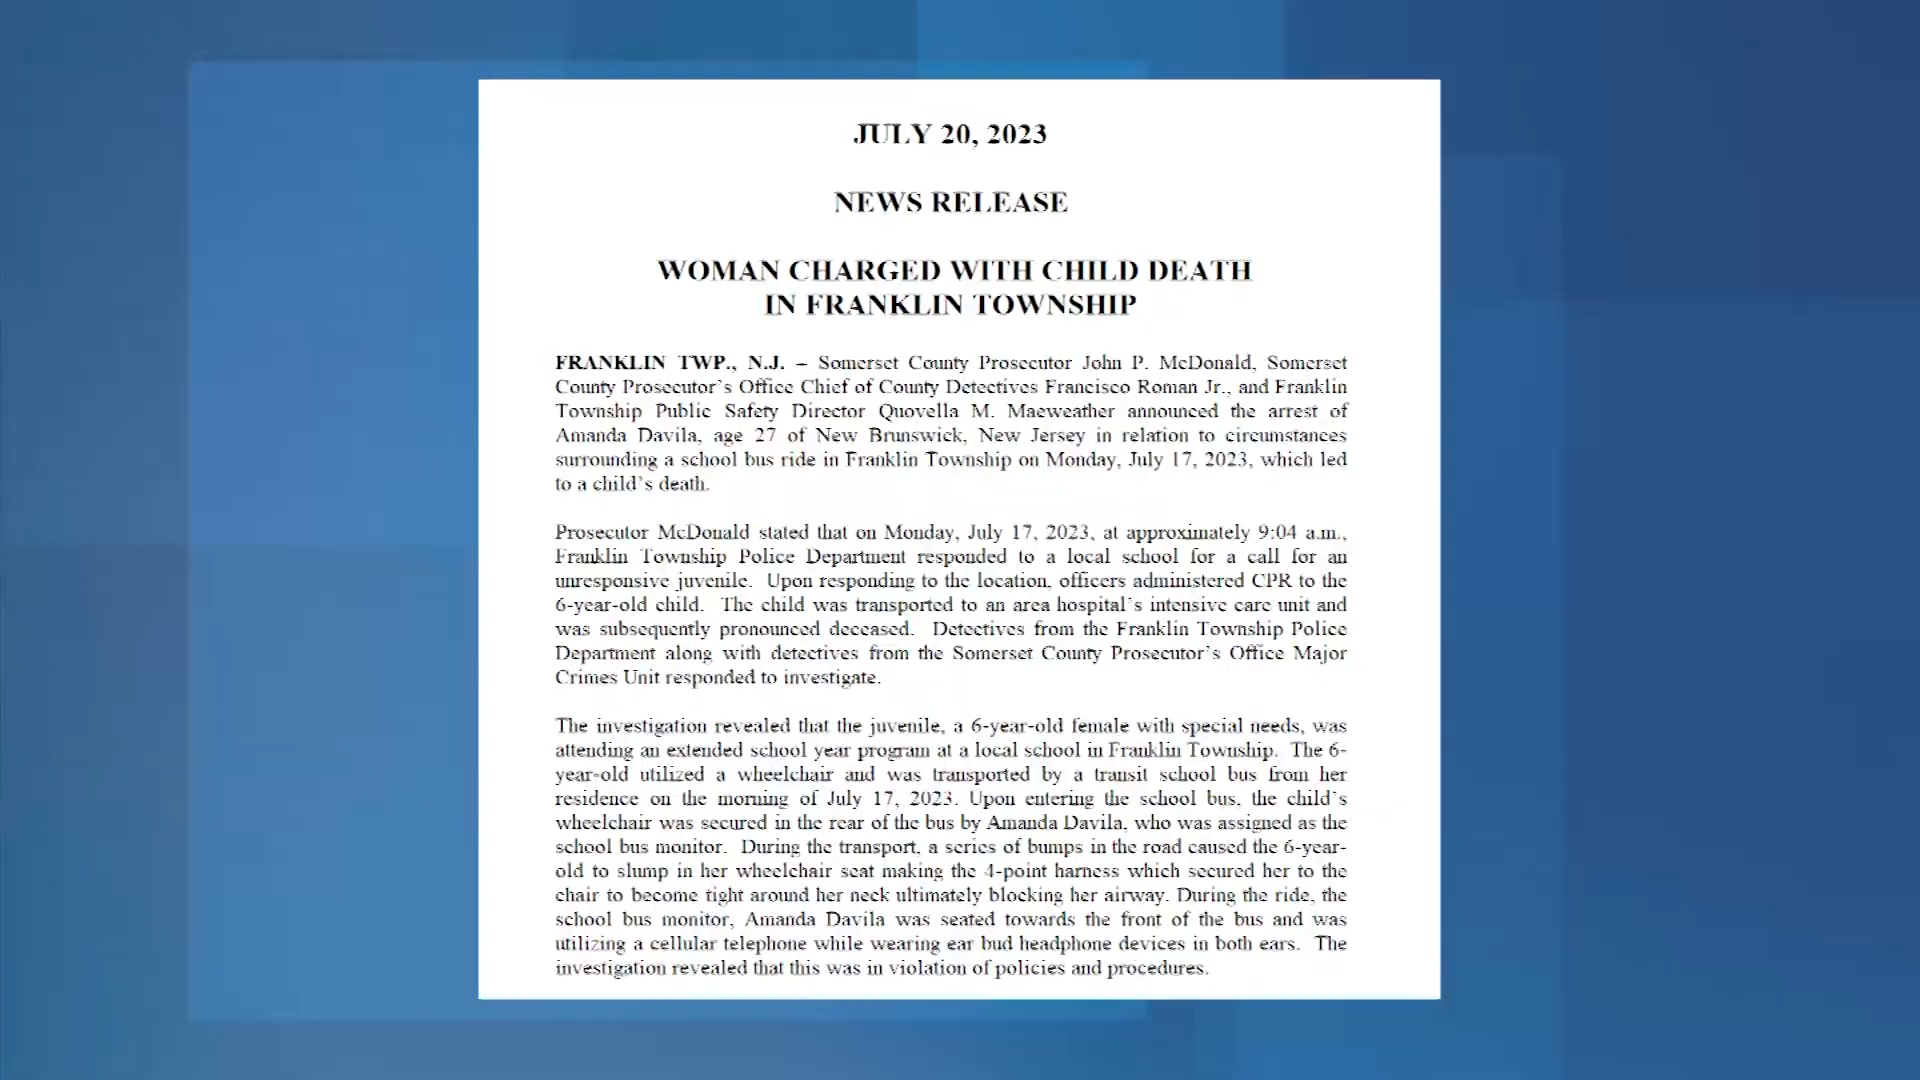 JULY 20, 2023
NEWS RELEASE
WOMAN CHARGED WITH CHILD DEATH
IN FRANKLIN TOWNSHIP
FRANKLIN TWP., N.J. – Somerset County Prosecutor John P. McDonald, Somerset
County Prosecutor's Office Chief of County Detectives Francisco Roman Jr., and Franklin
Township Public Safety Director Quovella M. Maeweather announced the arrest of
Amanda Davila, age 27 of New Brunswick, New Jersey in relation to circumstances
surrounding a school bus ride in Franklin Township on Monday, July 17, 2023, which led
to a child's death.
Prosecutor McDonald stated that on Monday, July 17, 2023, at approximately 9:04 a.m.,
Franklin Township Police Department responded to a local school for a call for an
unresponsive juvenile. Upon responding to the location, officers administered CPR to the
6-year-old child. The child was transported to an area hospital's intensive care unit and
was subsequently pronounced deceased. Detectives from the Franklin Township Police
Department along with detectives from the Somerset County Prosecutor's Office Major
Crimes Unit responded to investigate.
The investigation revealed that the juvenile, a 6-year-old female with special needs, was
attending an extended school year program at a local school in Franklin Township. The 6-
year-old utilized a wheelchair and was transported by a transit school bus from her
residence on the morning of July 17, 2023. Upon entering the school bus, the child's
wheelchair was secured in the rear of the bus by Amanda Davila, who was assigned as the
school bus monitor. During the transport, a series of bumps in the road caused the 6-year-
old to slump in her wheelchair seat making the 4-point harness which secured her to the
chair to become tight around her neck ultimately blocking her airway. During the ride, the
school bus monitor, Amanda Davila was seated towards the front of the bus and was
utilizing a cellular telephone while wearing ear bud headphone devices in both ears. The
investigation revealed that this was in violation of policies and procedures.